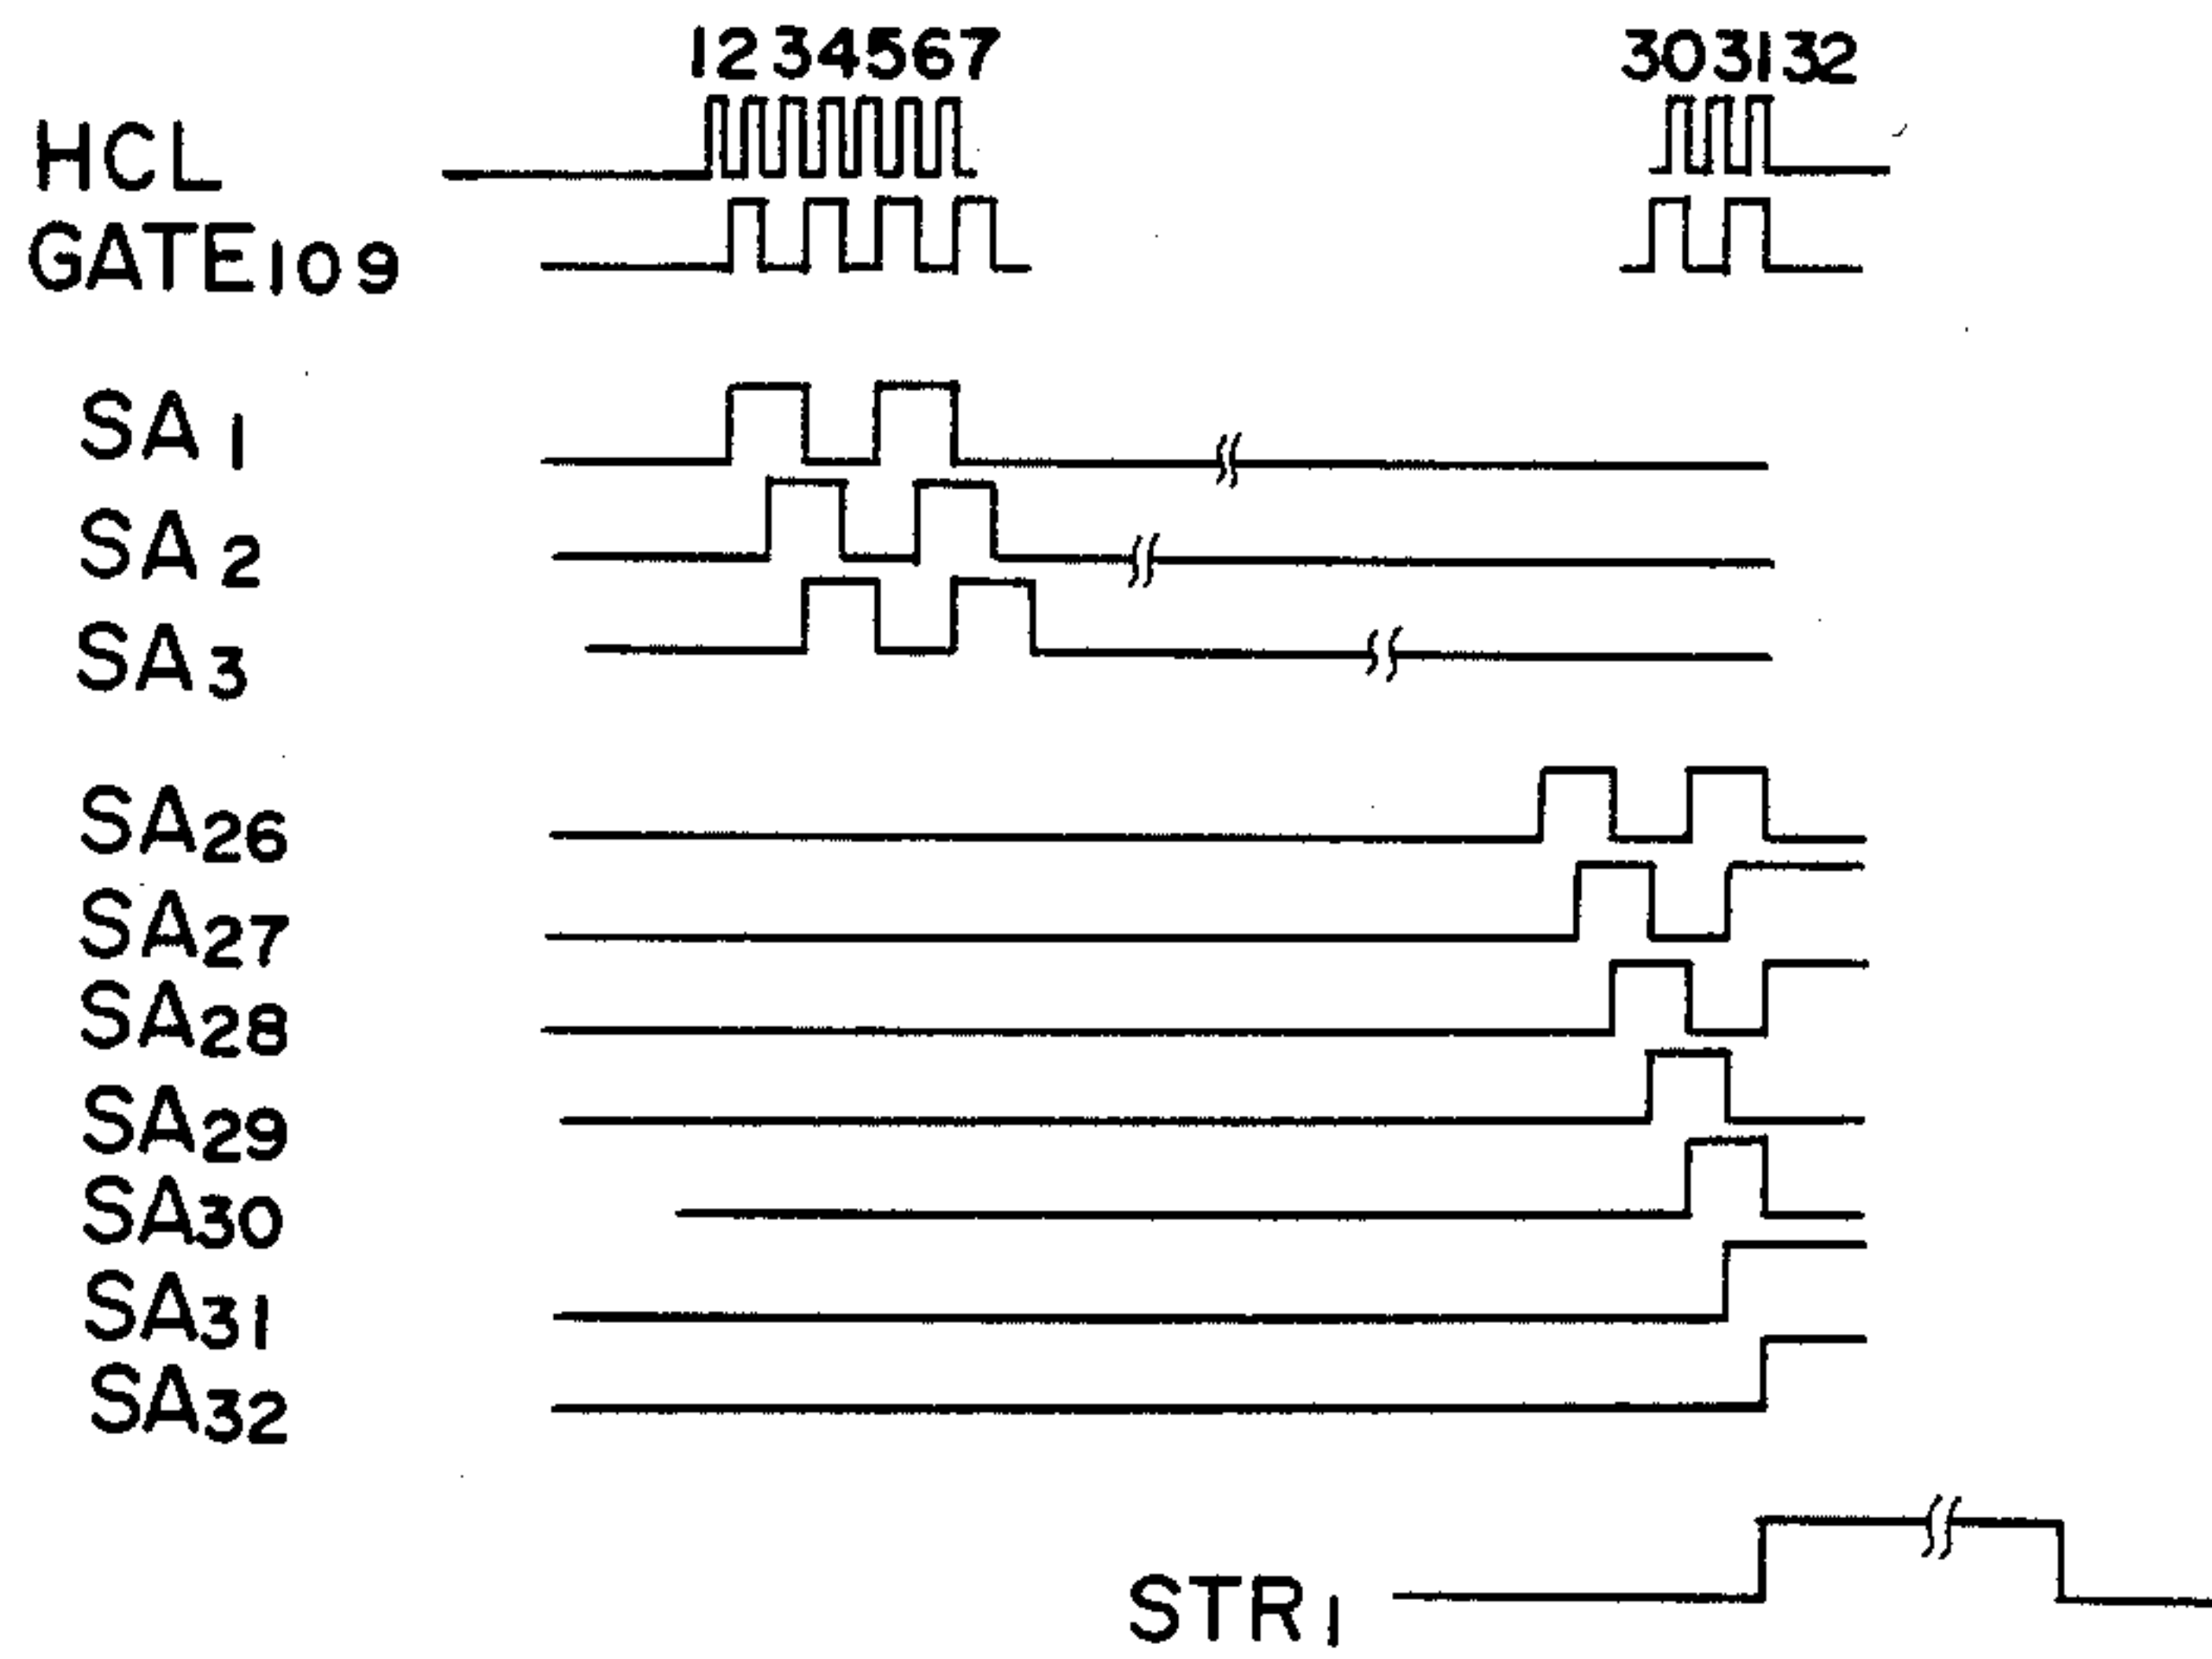 1234567 303132
HCL
GATE109
SA1
SA2
SA3
SA26
SA27
SA28
SA29
SA30
SA31
SA32
STR1